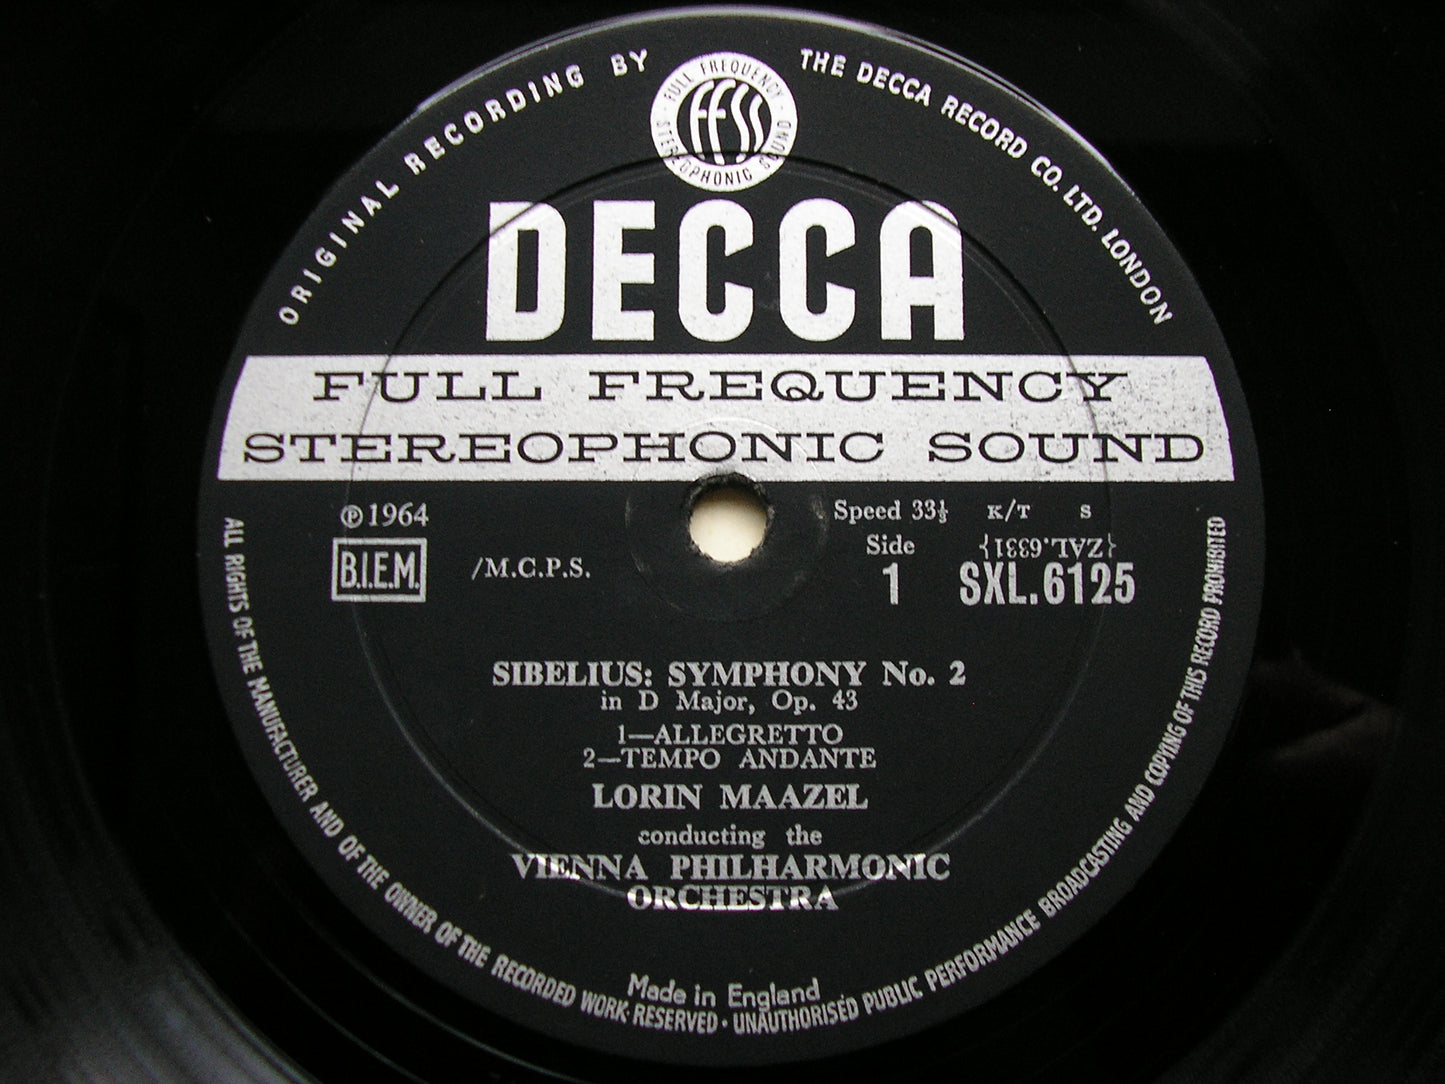 ORIGINAL RECORDING BY THE DECCA RECORD CO. LTD. LONDON
FULL FREQUENCY STEREOPHONIC SOUND
FFSS
DECCA
FULL FREQUENCY
STEREOPHONIC SOUND
℗1964
Speed 33⅓ K/T S
B.I.E.M. /M.C.P.S.
Side {ZAL.6331}
1 SXL.6125
SIBELIUS: SYMPHONY No. 2
in D Major, Op. 43
1—ALLEGRETTO
2—TEMPO ANDANTE
LORIN MAAZEL
conducting the
VIENNA PHILHARMONIC
ORCHESTRA
Made in England
ALL RIGHTS OF THE MANUFACTURER AND OF THE OWNER OF THE RECORDED WORK RESERVED · UNAUTHORISED PUBLIC PERFORMANCE BROADCASTING AND COPYING OF THIS RECORD PROHIBITED